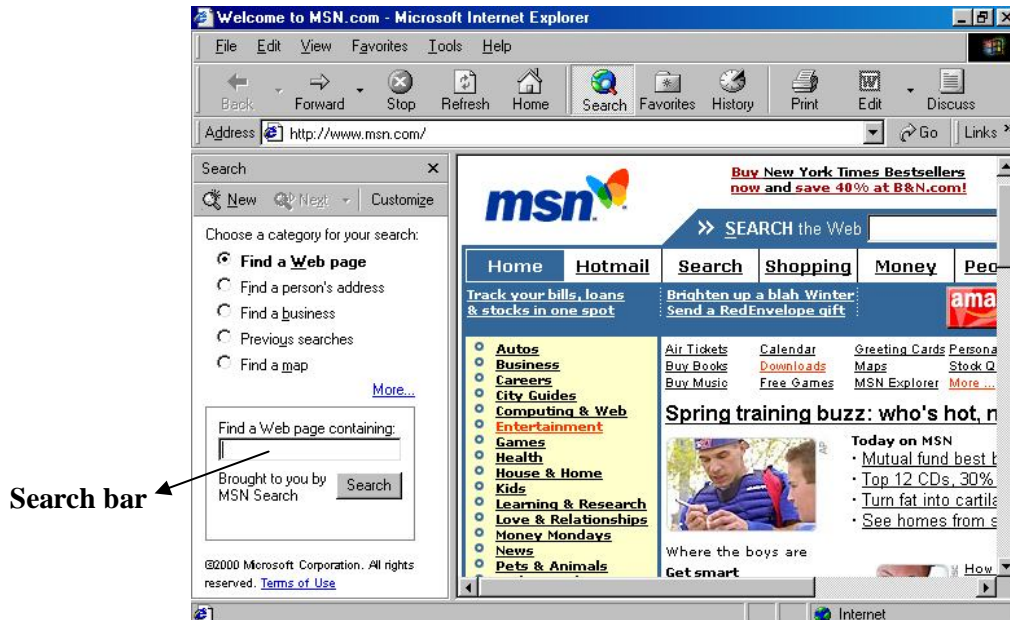 Welcome to MSN.com - Microsoft Internet Explorer
File Edit View Favorites Tools Help
Back Forward Stop Refresh Home Search Favorites History Print Edit Discuss
Address http://www.msn.com/ Go Links »
Search
New Next Customize
Choose a category for your search:
Find a Web page
Find a person's address
Find a business
Previous searches
Find a map
More...
Find a Web page containing:
Brought to you by
MSN Search
Search
©2000 Microsoft Corporation. All rights
reserved. Terms of Use
Search bar
msn
Buy New York Times Bestsellers
now and save 40% at B&N.com!
>> SEARCH the Web
Home Hotmail Search Shopping Money Peo
Track your bills, loans
& stocks in one spot
Brighten up a blah Winter
Send a RedEnvelope gift
ama
Autos
Business
Careers
City Guides
Computing & Web
Entertainment
Games
Health
House & Home
Kids
Learning & Research
Love & Relationships
Money Mondays
News
Pets & Animals
Air Tickets Calendar Greeting Cards Persona
Buy Books Downloads Maps Stock Q
Buy Music Free Games MSN Explorer More ...
Spring training buzz: who's hot, n
Today on MSN
· Mutual fund best b
· Top 12 CDs, 30%
· Turn fat into cartila
· See homes from s
Where the boys are
Get smart
How
Internet